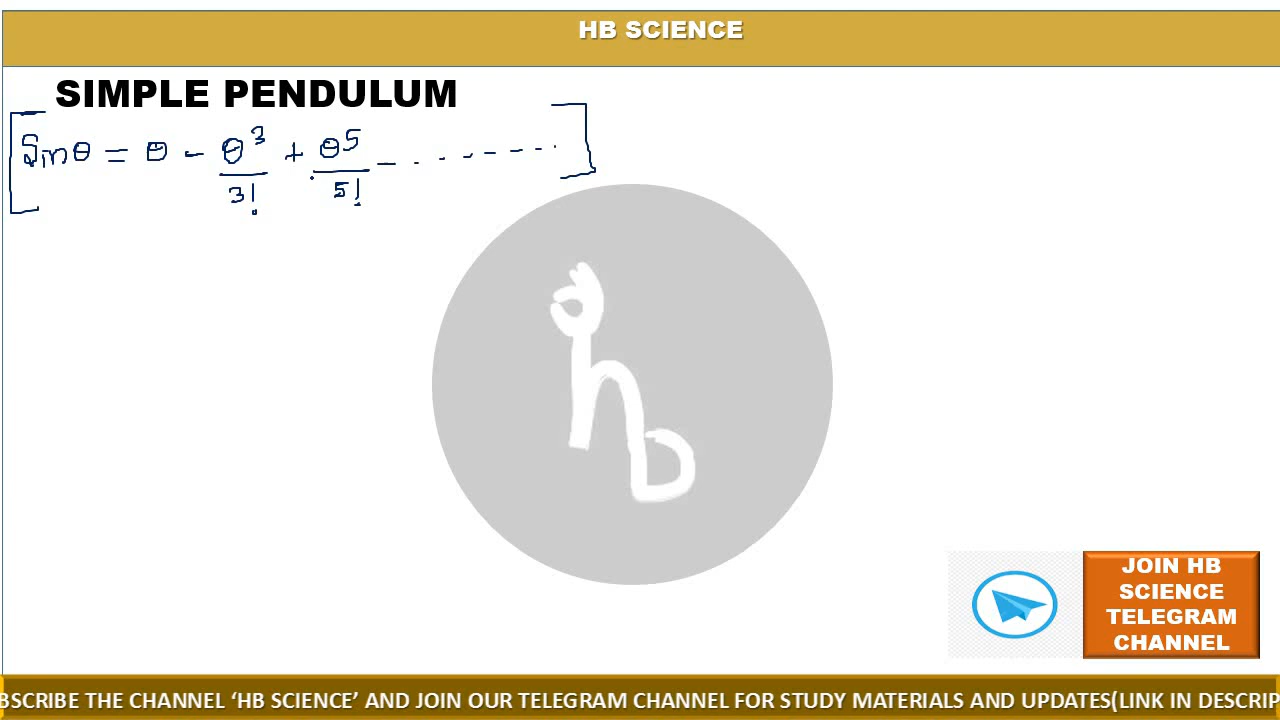 HB SCIENCE
SIMPLE PENDULUM
Sinθ = θ - θ³/3! + θ⁵/5! - . . . . . . . .
JOIN HB
SCIENCE
TELEGRAM
CHANNEL
BSCRIBE THE CHANNEL ‘HB SCIENCE’ AND JOIN OUR TELEGRAM CHANNEL FOR STUDY MATERIALS AND UPDATES(LINK IN DESCRIP